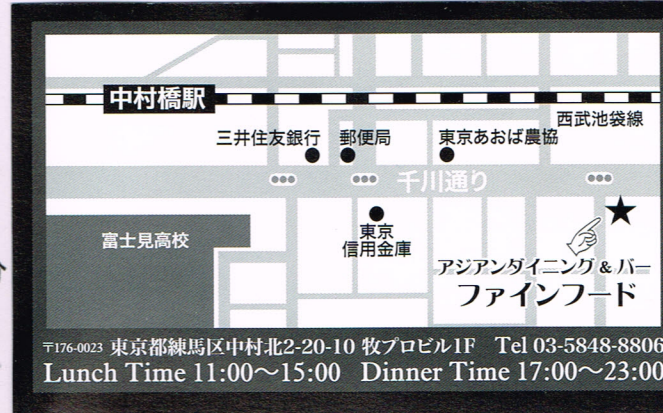 中村橋駅
西武池袋線
三井住友銀行
郵便局
東京あおば農協
千川通り
東京
信用金庫
富士見高校
アジアンダイニング&バー
ファインフード
〒176-0023 東京都練馬区中村北2-20-10 牧プロビル1F Tel 03-5848-8806
Lunch Time 11:00〜15:00 Dinner Time 17:00〜23:00